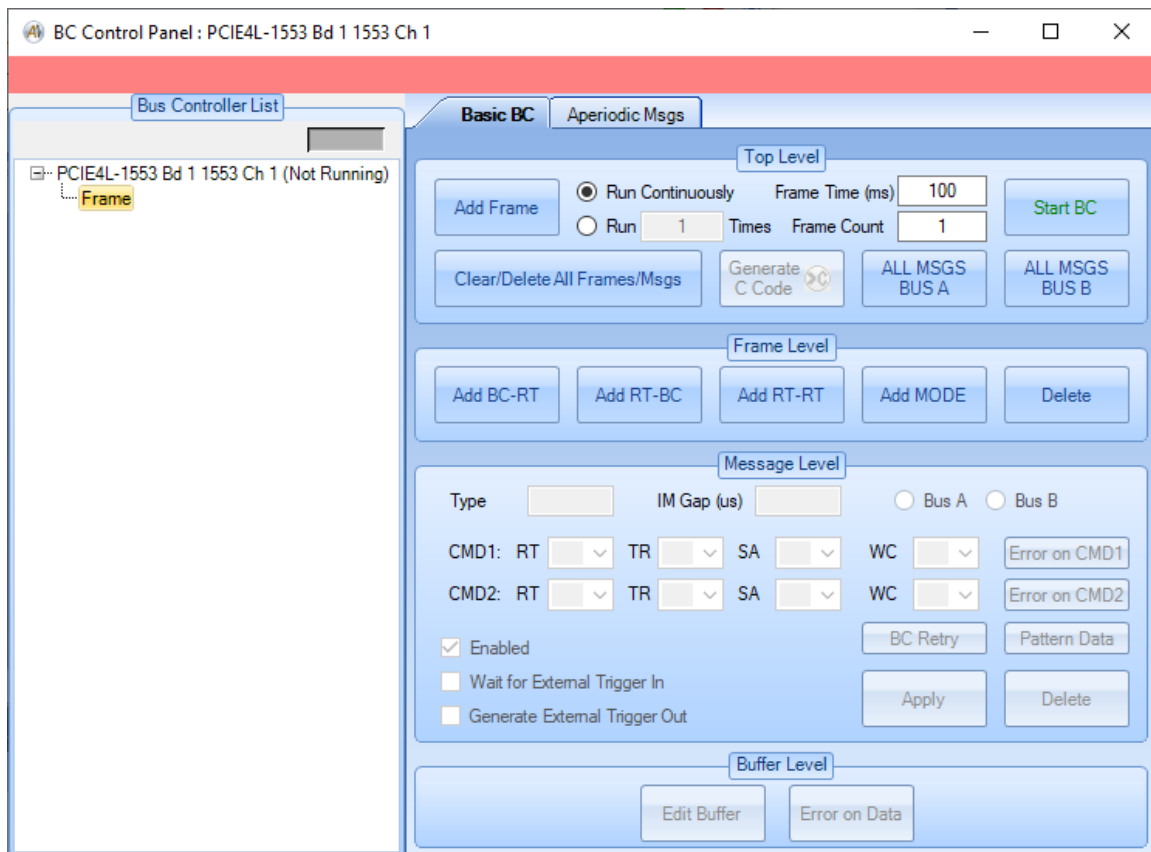 BC Control Panel : PCIE4L-1553 Bd 1 1553 Ch 1
Bus Controller List
PCIE4L-1553 Bd 1 1553 Ch 1 (Not Running)
Frame
Basic BC Aperiodic Msgs
Top Level
Add Frame Run Continuously Frame Time (ms) 100 Start BC
Run 1 Times Frame Count 1
Clear/Delete All Frames/Msgs Generate C Code >C ALL MSGS BUS A ALL MSGS BUS B
Frame Level
Add BC-RT Add RT-BC Add RT-RT Add MODE Delete
Message Level
Type IM Gap (us) Bus A Bus B
CMD1: RT TR SA WC Error on CMD1
CMD2: RT TR SA WC Error on CMD2
Enabled BC Retry Pattern Data
Wait for External Trigger In
Generate External Trigger Out Apply Delete
Buffer Level
Edit Buffer Error on Data